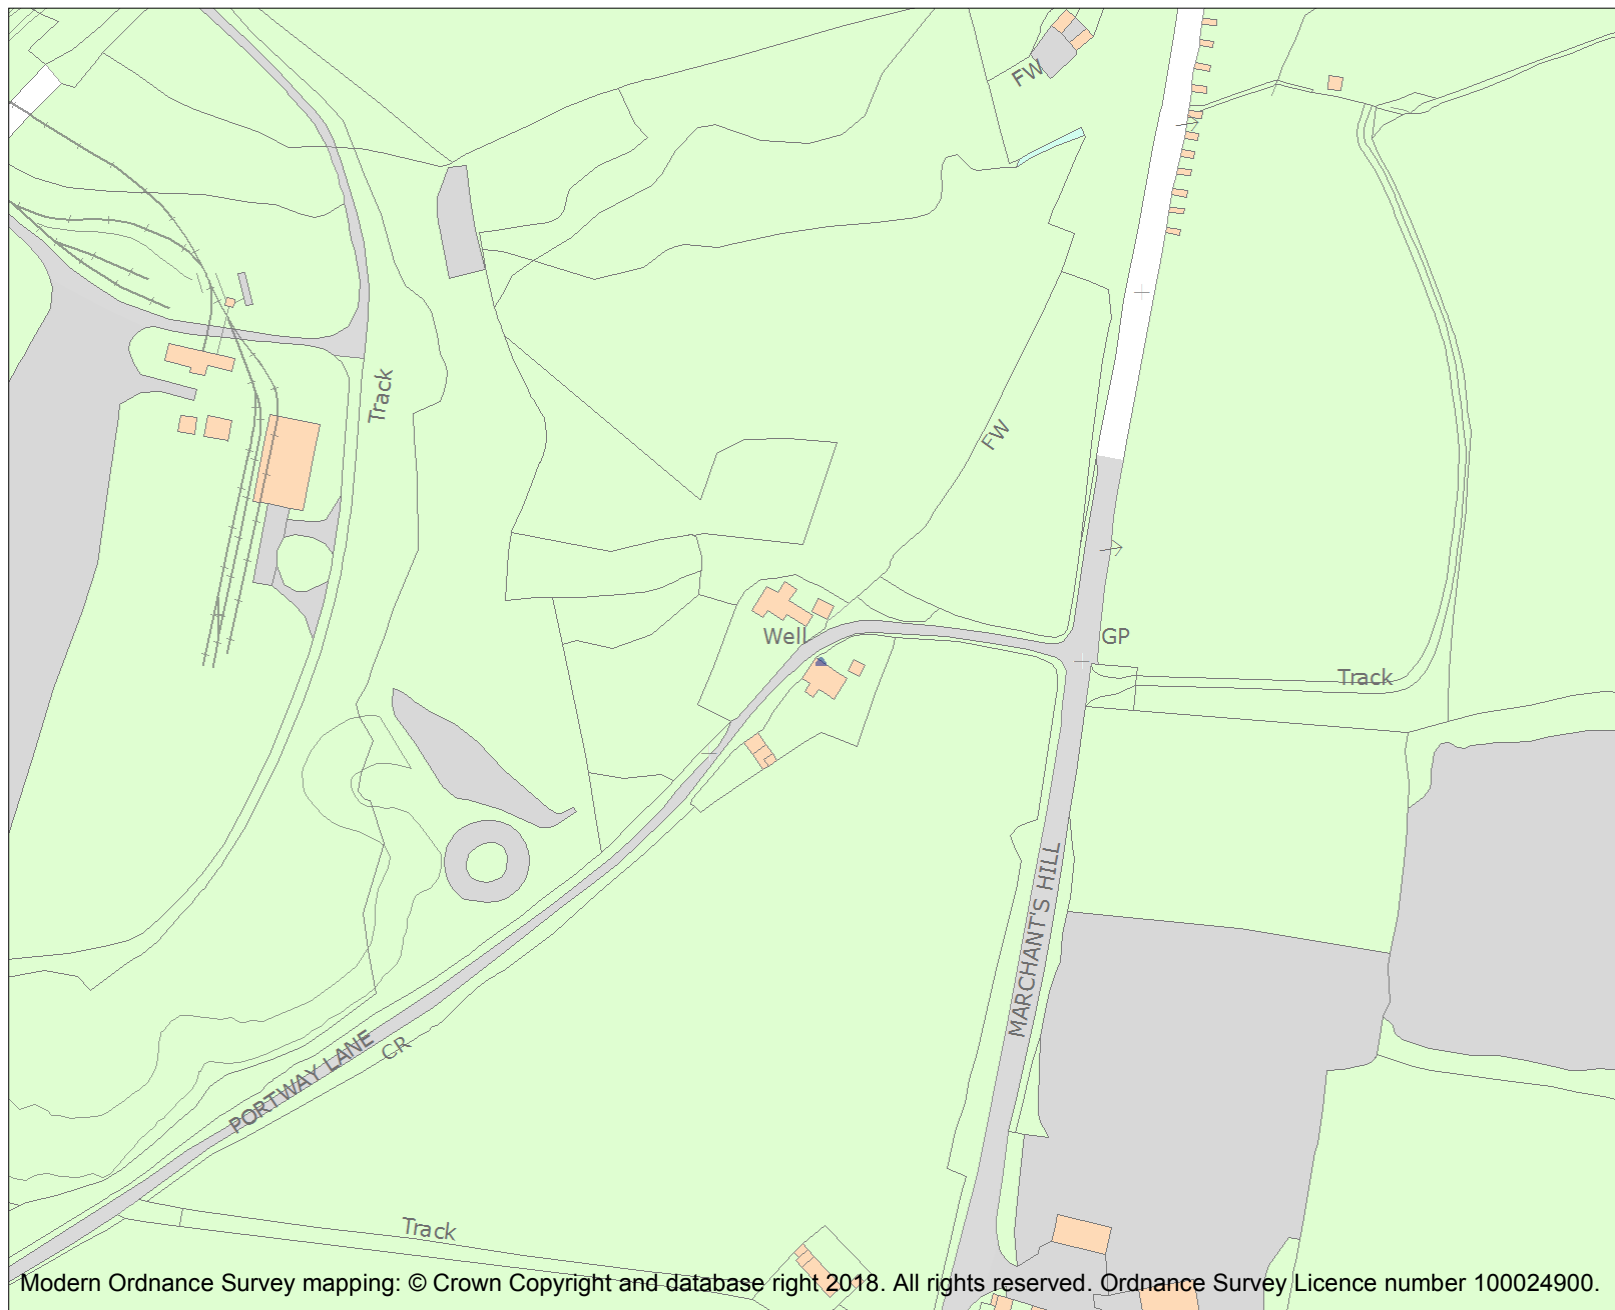 FW
Track
FW
Well
GP
Track
MARCHANT'S HILL
PORTWAY LANE
CR
Track
Modern Ordnance Survey mapping: © Crown Copyright and database right 2018. All rights reserved. Ordnance Survey Licence number 100024900.